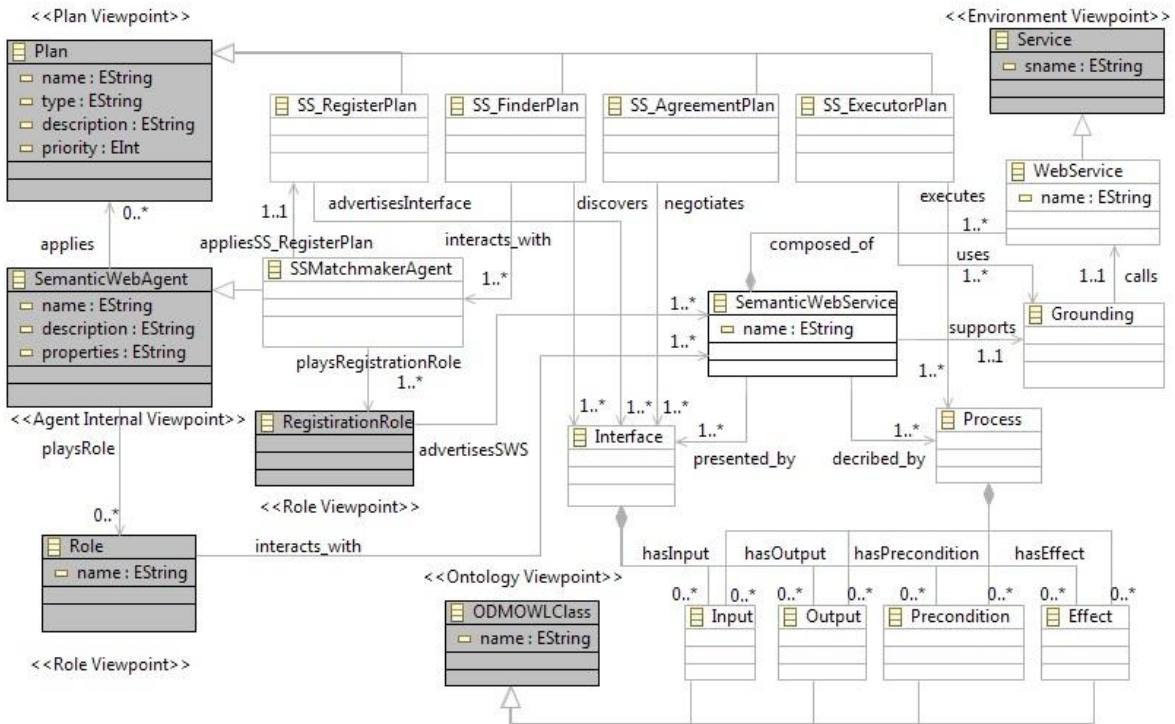 <<Plan Viewpoint>>
<<Environment Viewpoint>>
Plan
name : EString
type : EString
description : EString
priority : EInt
Service
sname : EString
SS_RegisterPlan
SS_FinderPlan
SS_AgreementPlan
SS_ExecutorPlan
WebService
name : EString
0..*
applies
1..1
appliesSS_RegisterPlan
advertisesInterface
interacts_with
1..*
discovers
negotiates
executes
1..*
composed_of
uses
1..*
1..1
calls
SemanticWebAgent
name : EString
description : EString
properties : EString
SSMatchmakerAgent
SemanticWebService
name : EString
1..*
1..*
Grounding
supports
1..1
<<Agent Internal Viewpoint>>
playsRole
playsRegistrationRole
1..*
RegistirationRole
advertisesSWS
<<Role Viewpoint>>
1..*
1..*
1..*
Interface
1..*
presented_by
1..*
decribed_by
1..*
Process
0..*
Role
name : EString
interacts_with
<<Role Viewpoint>>
hasInput
hasOutput
hasPrecondition
hasEffect
<<Ontology Viewpoint>>
ODMOWLClass
name : EString
0..*
0..*
0..*
0..*
0..*
0..*
0..*
0..*
Input
Output
Precondition
Effect